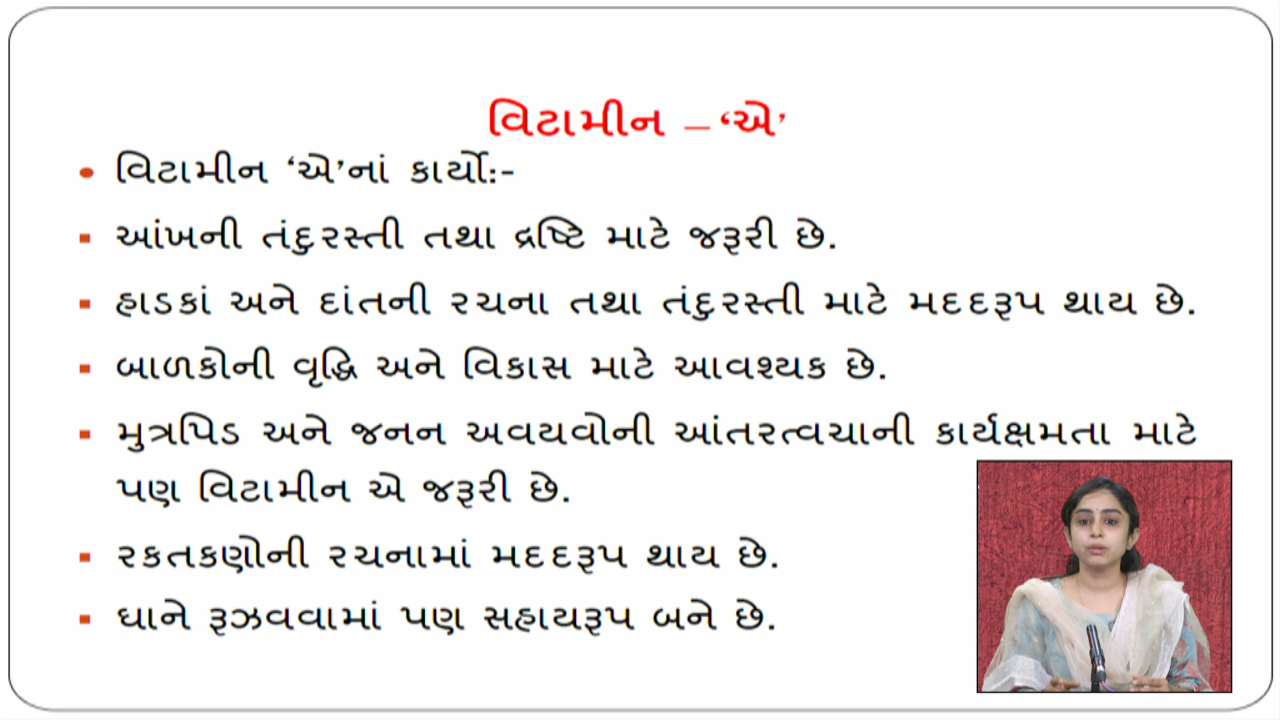 વિટામીન – ‘એ’
• વિટામીન ‘એ’નાં કાર્યો:-
▪ આંખની તંદુરસ્તી તથા દ્રષ્ટિ માટે જરૂરી છે.
▪ હાડકાં અને દાંતની રચના તથા તંદુરસ્તી માટે મદદરૂપ થાય છે.
▪ બાળકોની વૃદ્ધિ અને વિકાસ માટે આવશ્યક છે.
▪ મુત્રપિડ અને જનન અવયવોની આંતરત્વચાની કાર્યક્ષમતા માટે
પણ વિટામીન એ જરૂરી છે.
▪ રકતકણોની રચનામાં મદદરૂપ થાય છે.
▪ ઘાને રૂઝવવામાં પણ સહાયરૂપ બને છે.